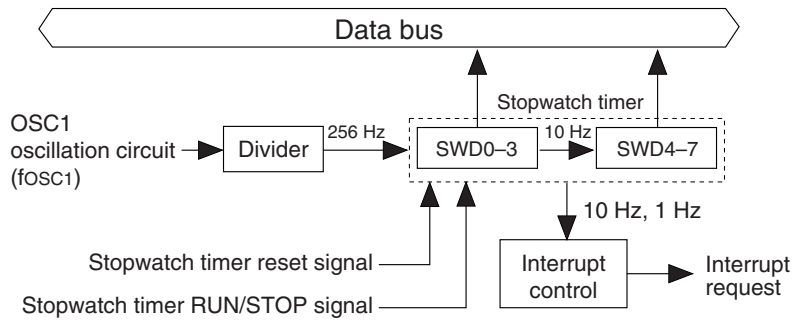 Data bus
Stopwatch timer
OSC1
oscillation circuit
(fOSC1)
Divider
256 Hz
SWD0–3
10 Hz
SWD4–7
10 Hz, 1 Hz
Stopwatch timer reset signal
Stopwatch timer RUN/STOP signal
Interrupt
control
Interrupt
request